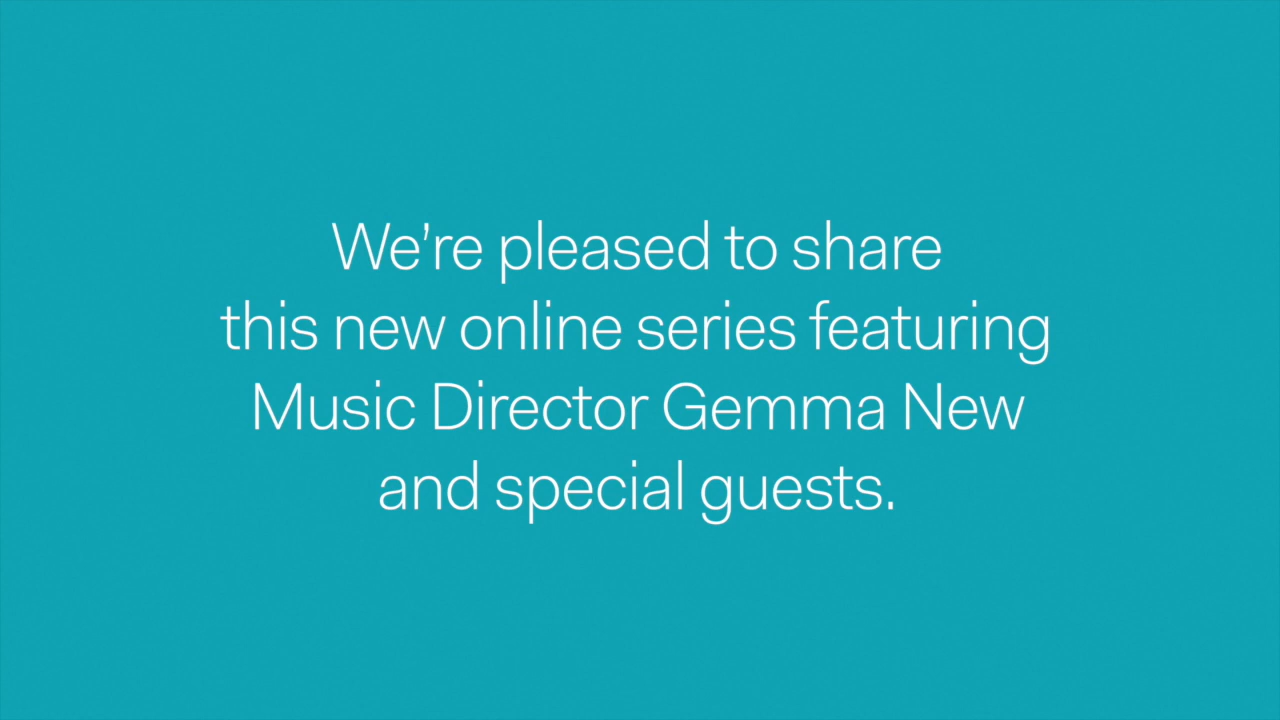 We’re pleased to share
this new online series featuring
Music Director Gemma New
and special guests.